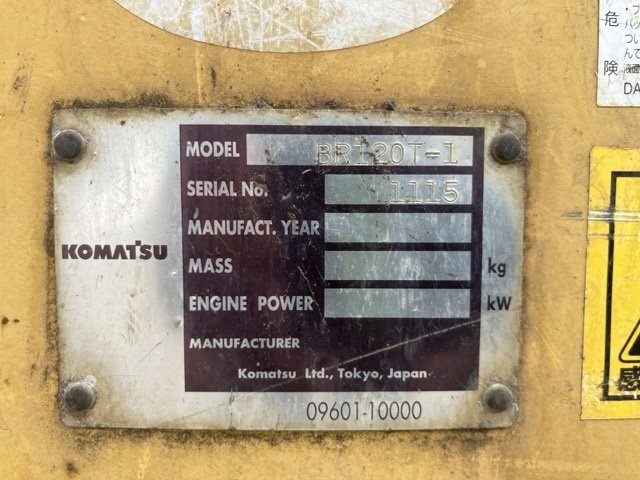 危
険
DA
KOMATSU
MODEL BR120T-1
SERIAL No. 1115
MANUFACT. YEAR
MASS kg
ENGINE POWER kW
MANUFACTURER
Komatsu Ltd., Tokyo, Japan
09601-10000
感